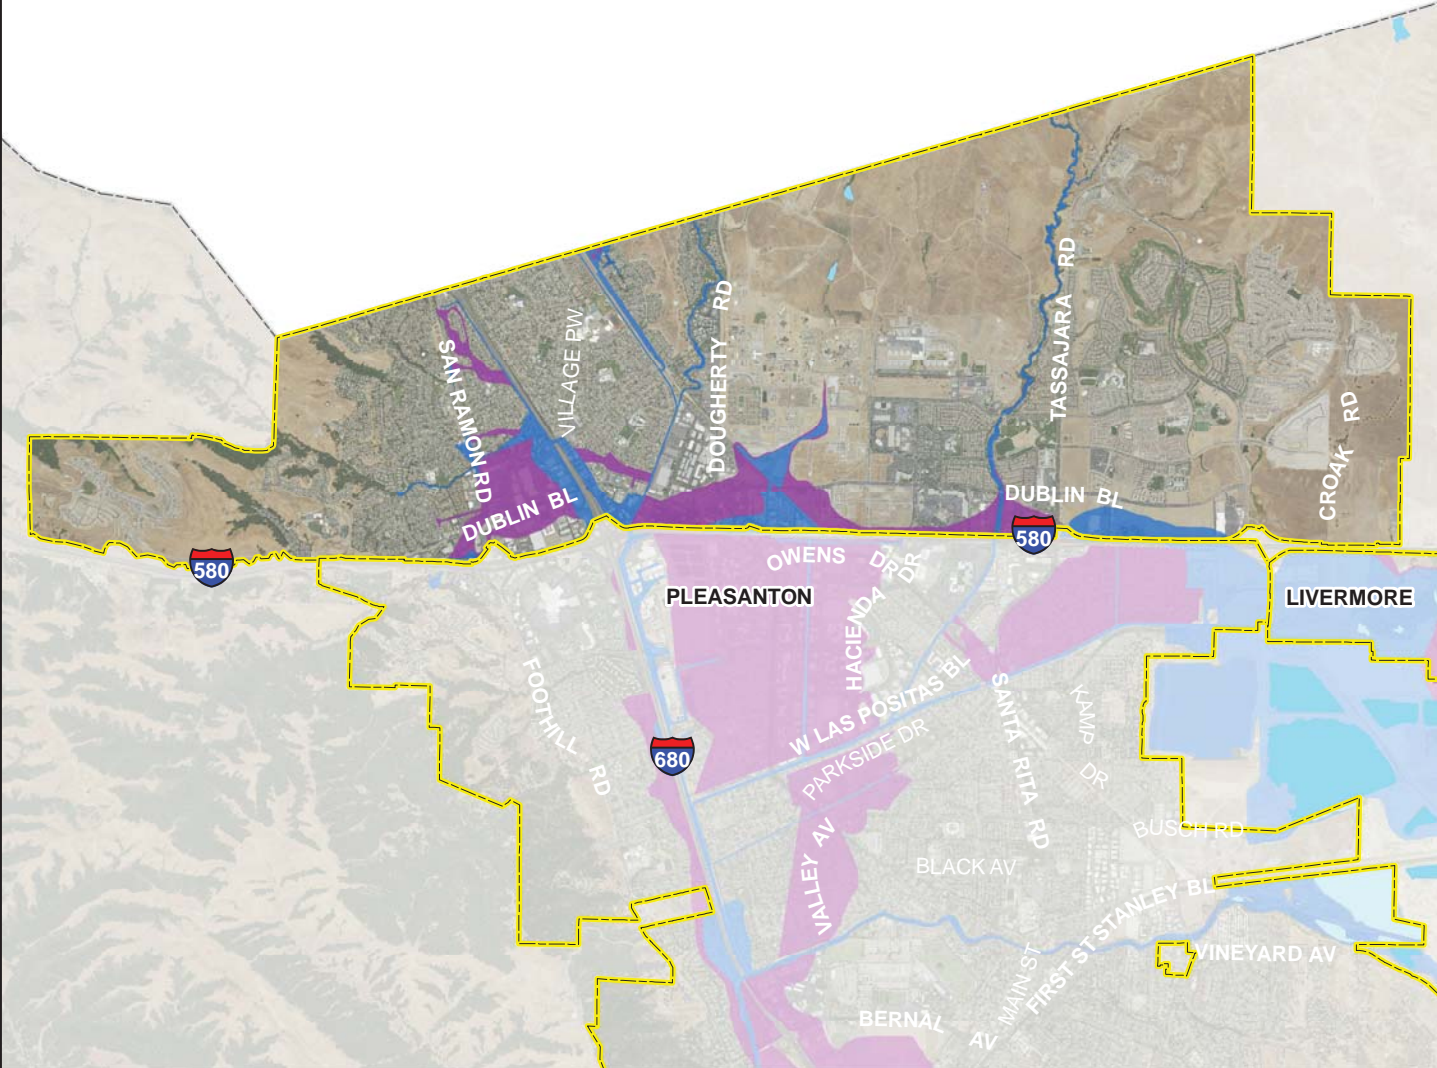 SAN RAMON RD
VILLAGE PW
DOUGHERTY RD
TASSAJARA RD
CROAK RD
DUBLIN BL
DUBLIN BL
580
580
OWENS DR
HACIENDA DR
PLEASANTON
LIVERMORE
FOOTHILL RD
680
W LAS POSITAS BL
PARKSIDE DR
SANTA RITA RD
KAMP DR
VALLEY AV
BUSCH RD
BLACK AV
STANLEY BL
FIRST ST
MAIN ST
VINEYARD AV
BERNAL AV